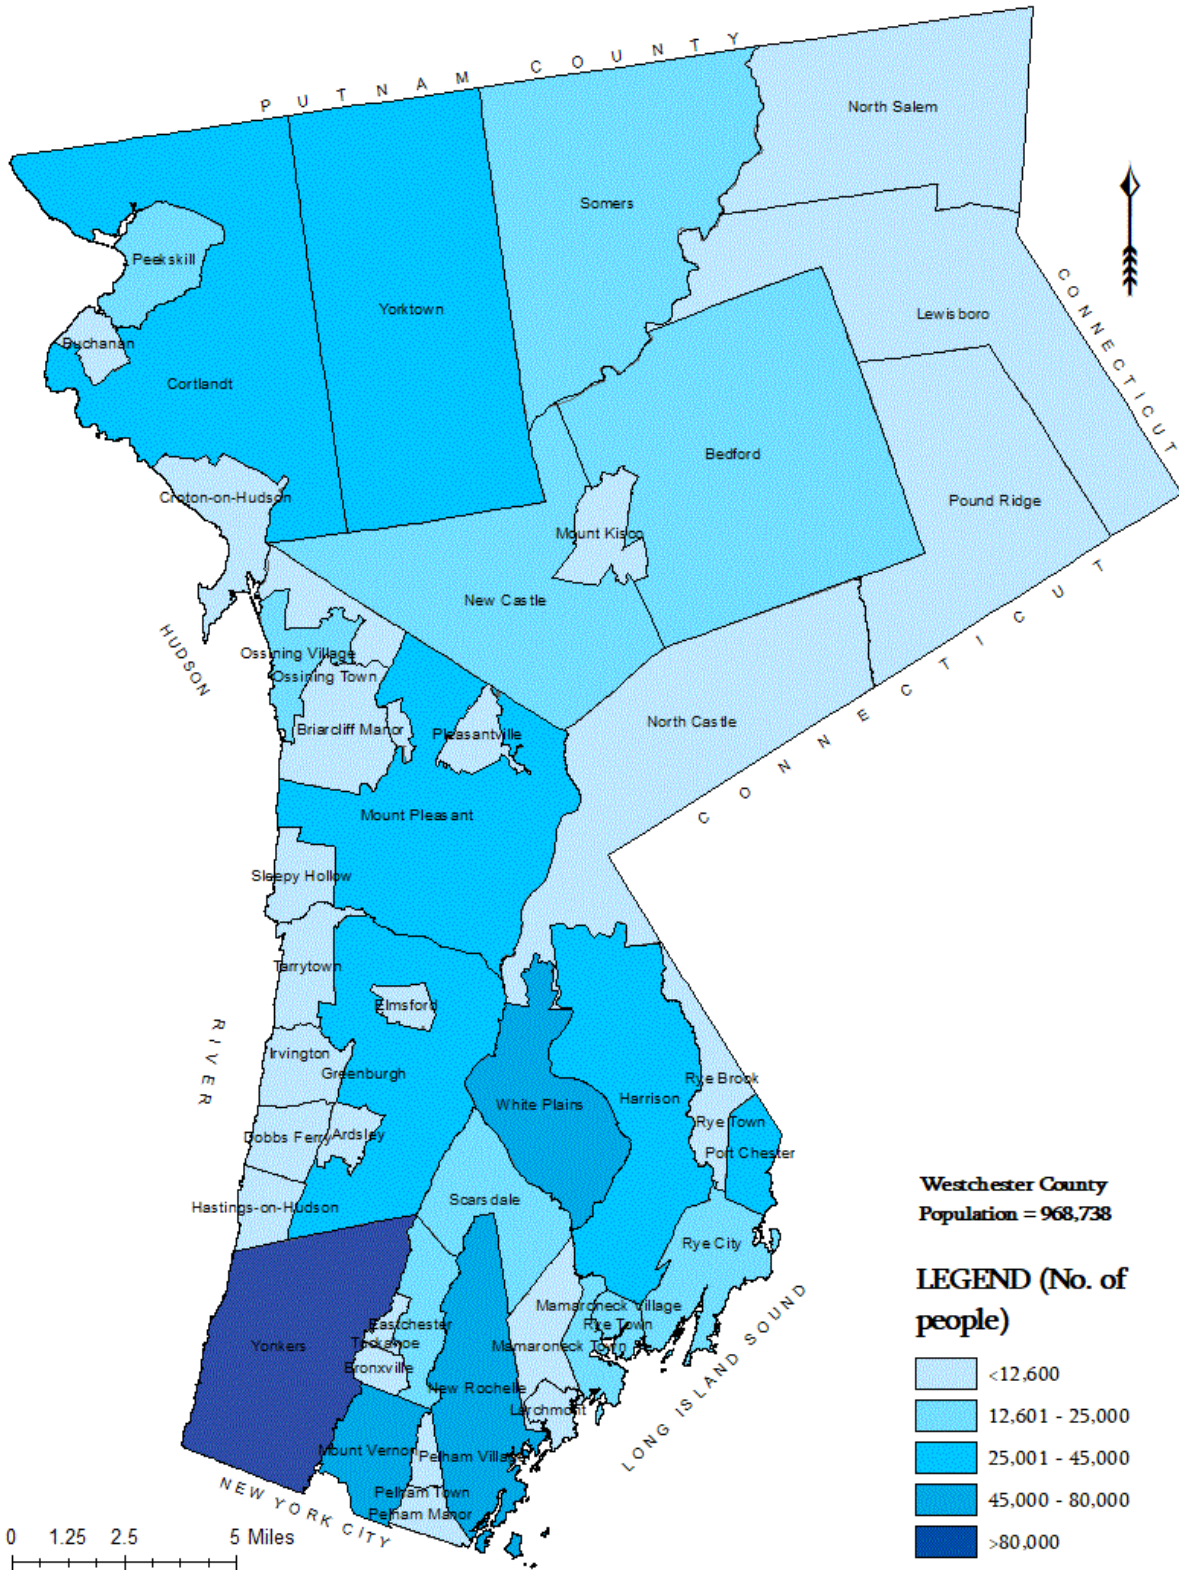 PUTNAM COUNTY
North Salem
Somers
Peekskill
Yorktown
Buchanan
Lewisboro
CONNECTICUT
Cortlandt
Bedford
Croton-on-Hudson
Pound Ridge
Mount Kisco
New Castle
CONNECTICUT
HUDSON
Ossining Village
Ossining Town
North Castle
Briarcliff Manor
Pleasantville
Mount Pleasant
Sleepy Hollow
Tarrytown
Elmsford
RIVER
Irvington
Greenburgh
Rye Brook
White Plains
Harrison
Rye Town
Dobbs Ferry
Ardsley
Port Chester
Scarsdale
Hastings-on-Hudson
Rye City
Mamaroneck Village
Eastchester
Rye Town
Tuckahoe
Mamaroneck Town
Yonkers
Bronxville
New Rochelle
Larchmont
LONG ISLAND SOUND
Mount Vernon
Pelham Village
Pelham Town
Pelham Manor
NEW YORK CITY
Westchester County
Population = 968,738
LEGEND (No. of
people)
<12,600
12,601 - 25,000
25,001 - 45,000
45,000 - 80,000
>80,000
0 1.25 2.5 5 Miles